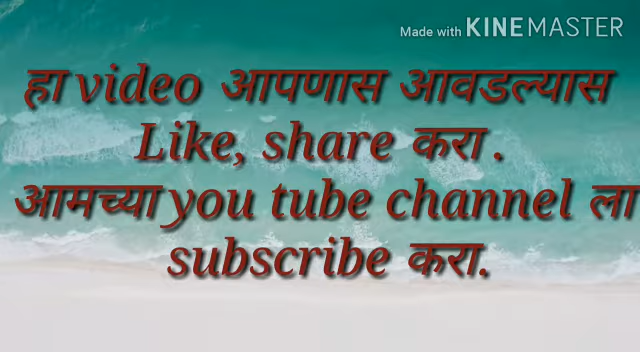 Made with KINEMASTER
हा video आपणास आवडल्यास
Like, share करा .
आमच्या you tube channel ला
subscribe करा.